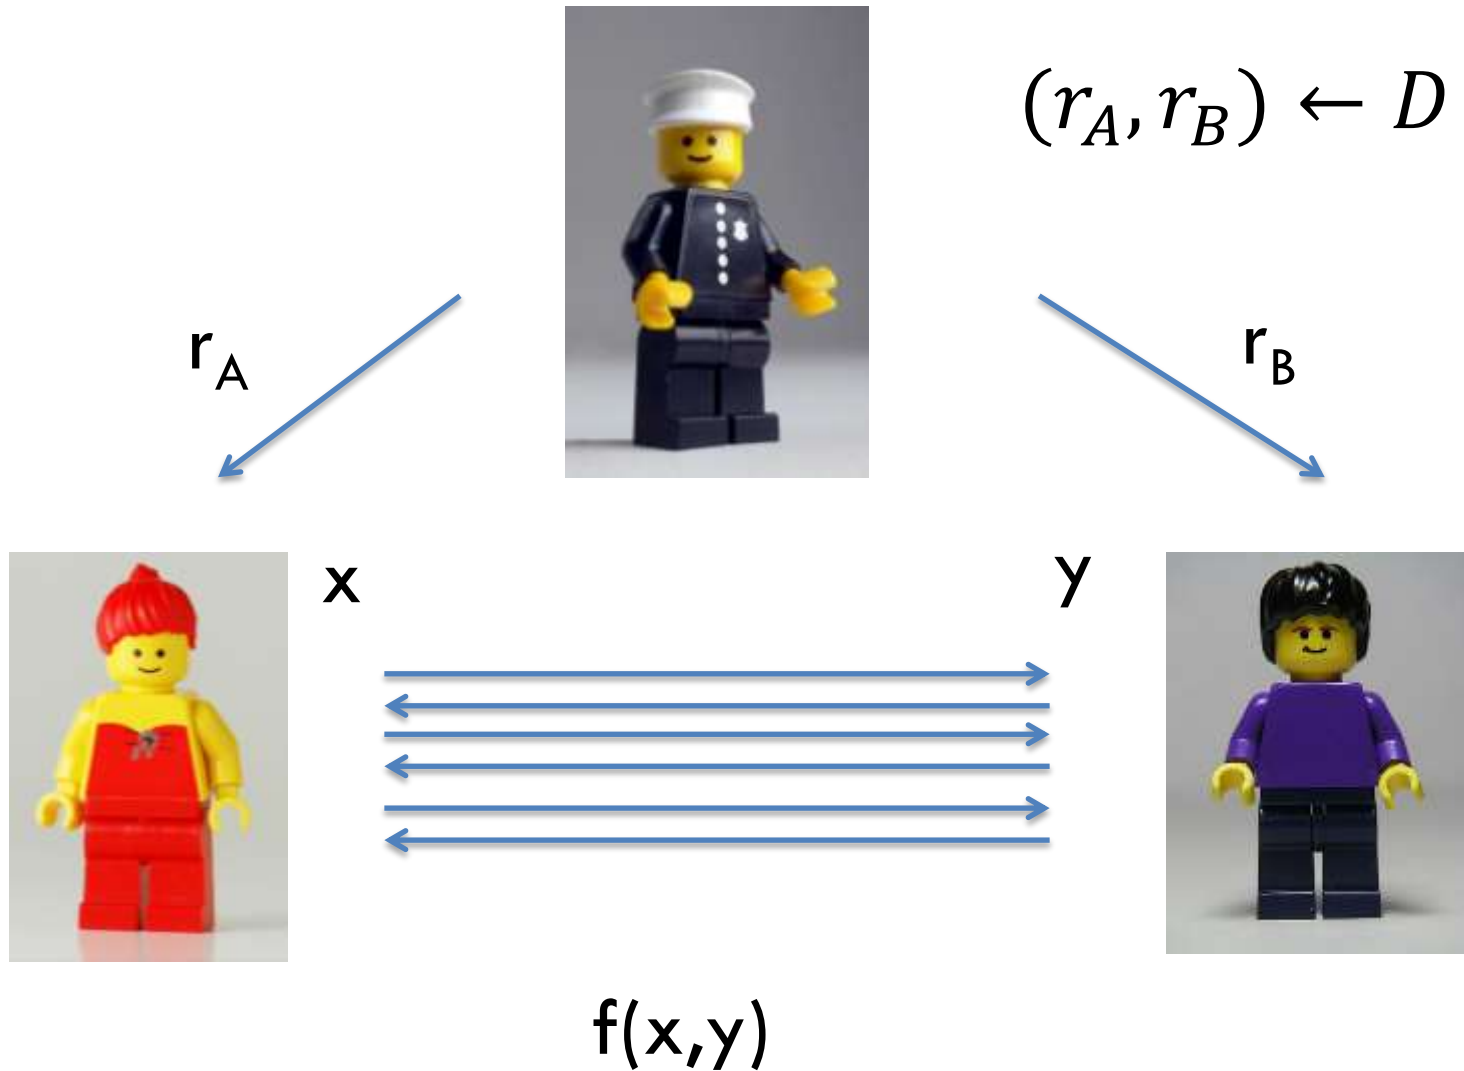 (r_A, r_B) ← D
r_A
r_B
x
y
f(x,y)